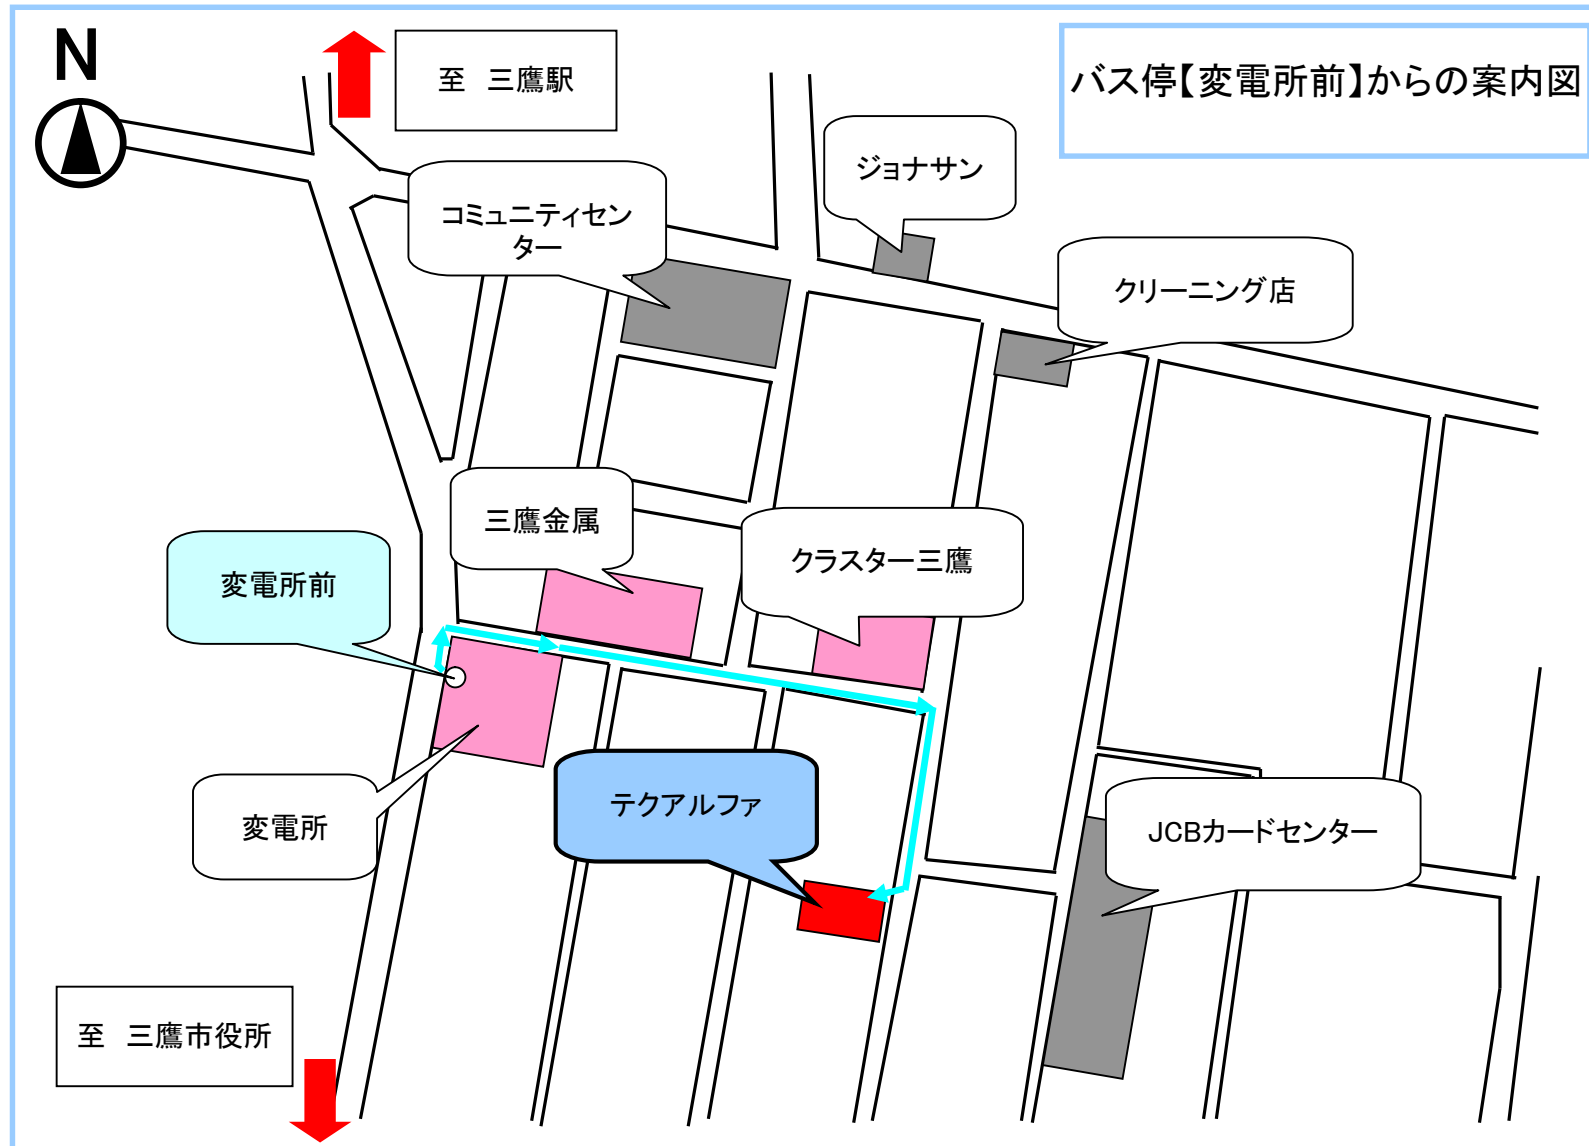 N
至 三鷹駅
バス停【変電所前】からの案内図
ジョナサン
コミュニティセン
ター
クリーニング店
三鷹金属
クラスター三鷹
変電所前
テクアルファ
変電所
JCBカードセンター
至 三鷹市役所